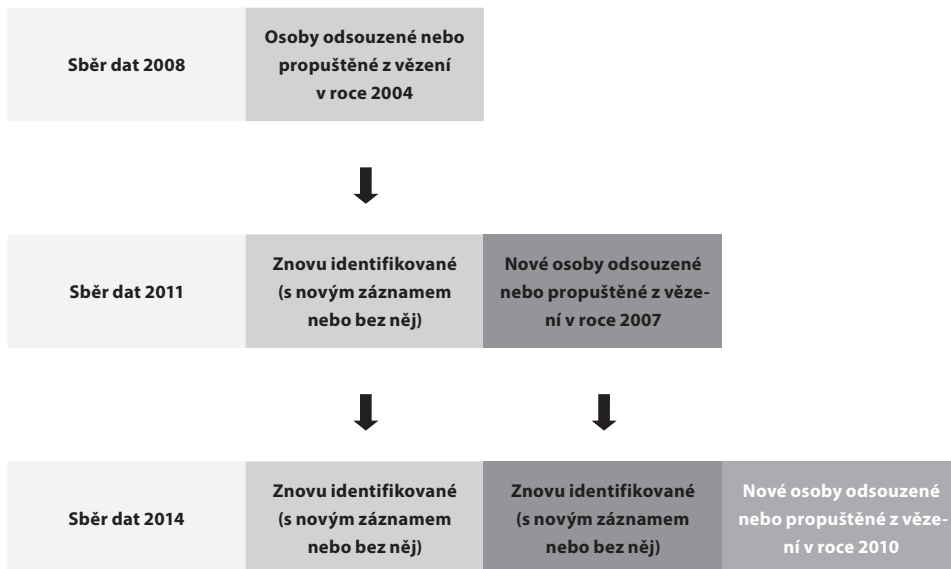 Sběr dat 2008
Osoby odsouzené nebo
propuštěné z vězení
v roce 2004
Sběr dat 2011
Znovu identifikované
(s novým záznamem
nebo bez něj)
Nové osoby odsouzené
nebo propuštěné z věze-
ní v roce 2007
Sběr dat 2014
Znovu identifikované
(s novým záznamem
nebo bez něj)
Znovu identifikované
(s novým záznamem
nebo bez něj)
Nové osoby odsouzené
nebo propuštěné z věze-
ní v roce 2010